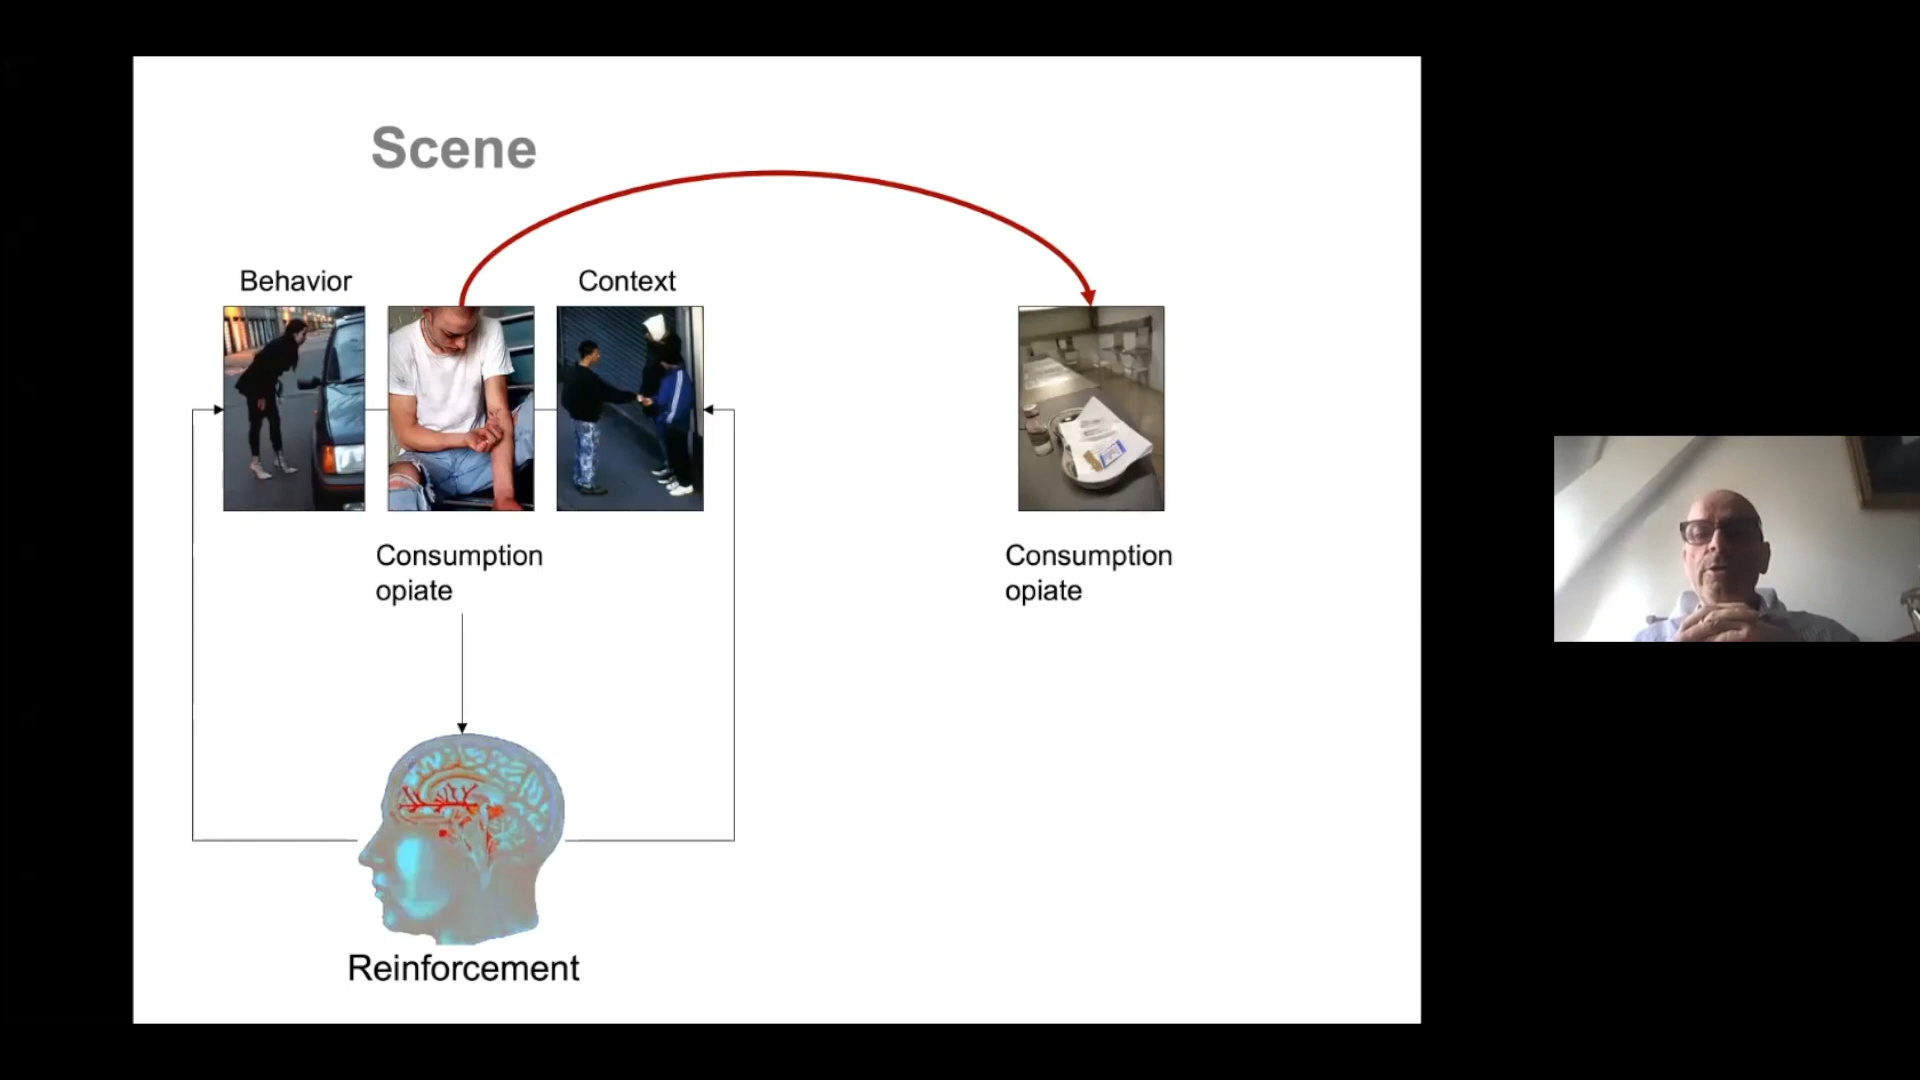 Scene
Behavior
Context
Consumption
opiate
Consumption
opiate
Reinforcement